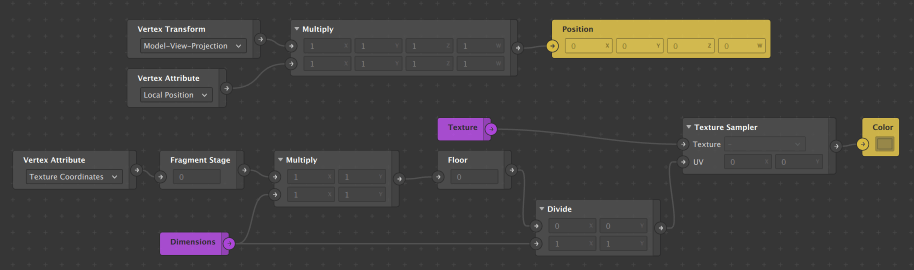 Vertex Transform
Model-View-Projection
Multiply
1 X 1 Y 1 Z 1 W
1 X 1 Y 1 Z 1 W
Position
0 X 0 Y 0 Z 0 W
Vertex Attribute
Local Position
Texture
Texture Sampler
Texture -
UV 0 X 0 Y
Color
Vertex Attribute
Texture Coordinates
Fragment Stage
0
Multiply
1 X 1 Y
1 X 1 Y
Floor
0
Dimensions
Divide
0 X 0 Y
1 X 1 Y